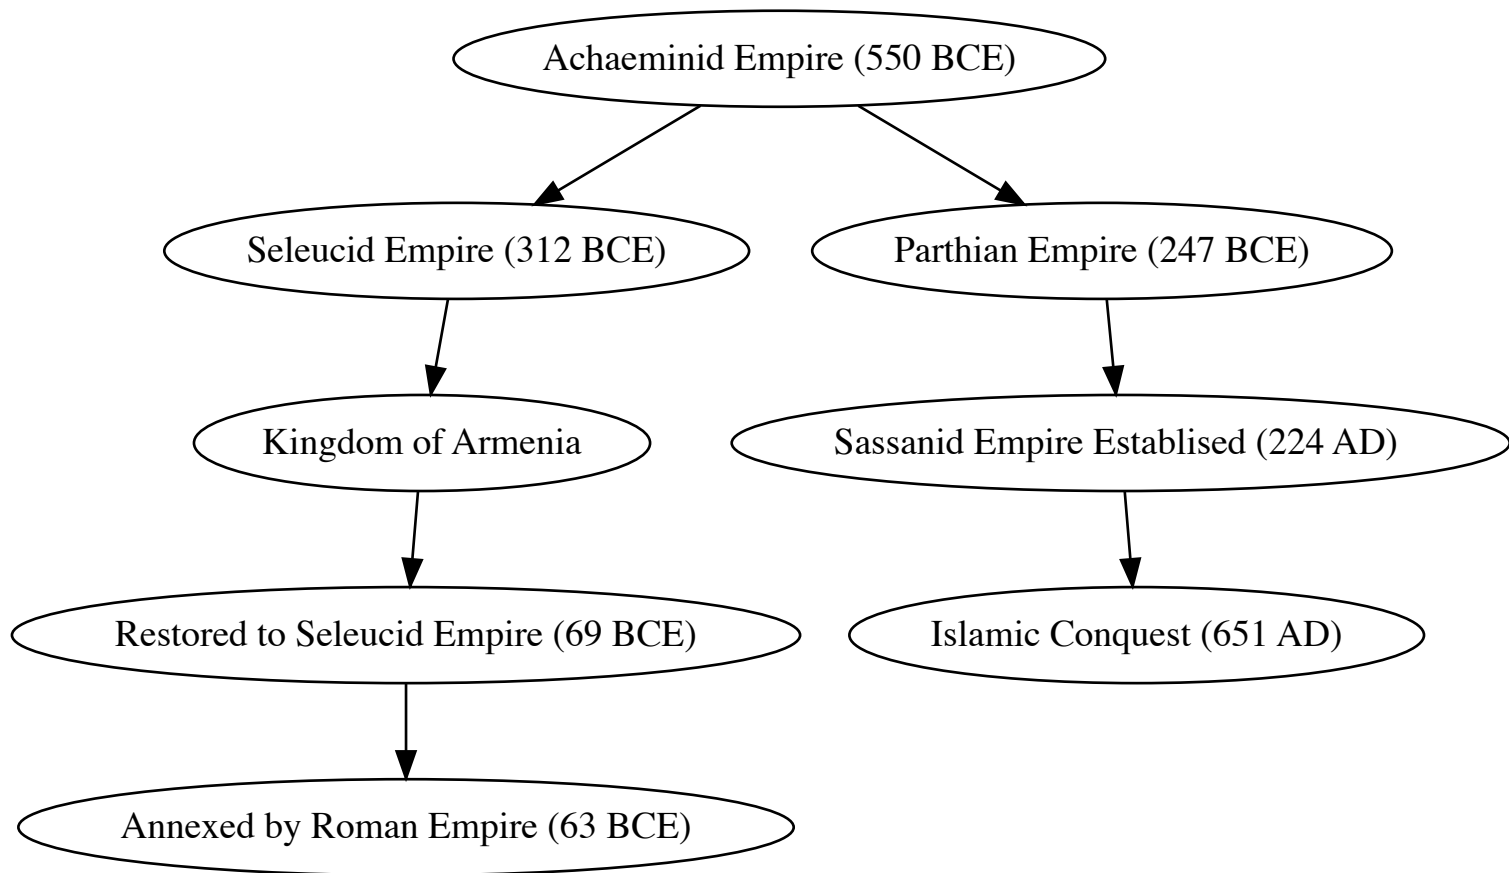 Achaeminid Empire (550 BCE)
Seleucid Empire (312 BCE)
Parthian Empire (247 BCE)
Kingdom of Armenia
Sassanid Empire Establised (224 AD)
Restored to Seleucid Empire (69 BCE)
Islamic Conquest (651 AD)
Annexed by Roman Empire (63 BCE)